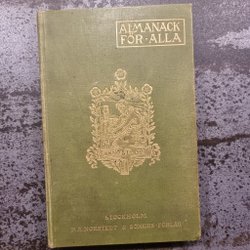 ALMANACK
FÖR·ALLA
STOCKHOLM
P.A.NORSTEDT & SÖNERS FÖRLAG